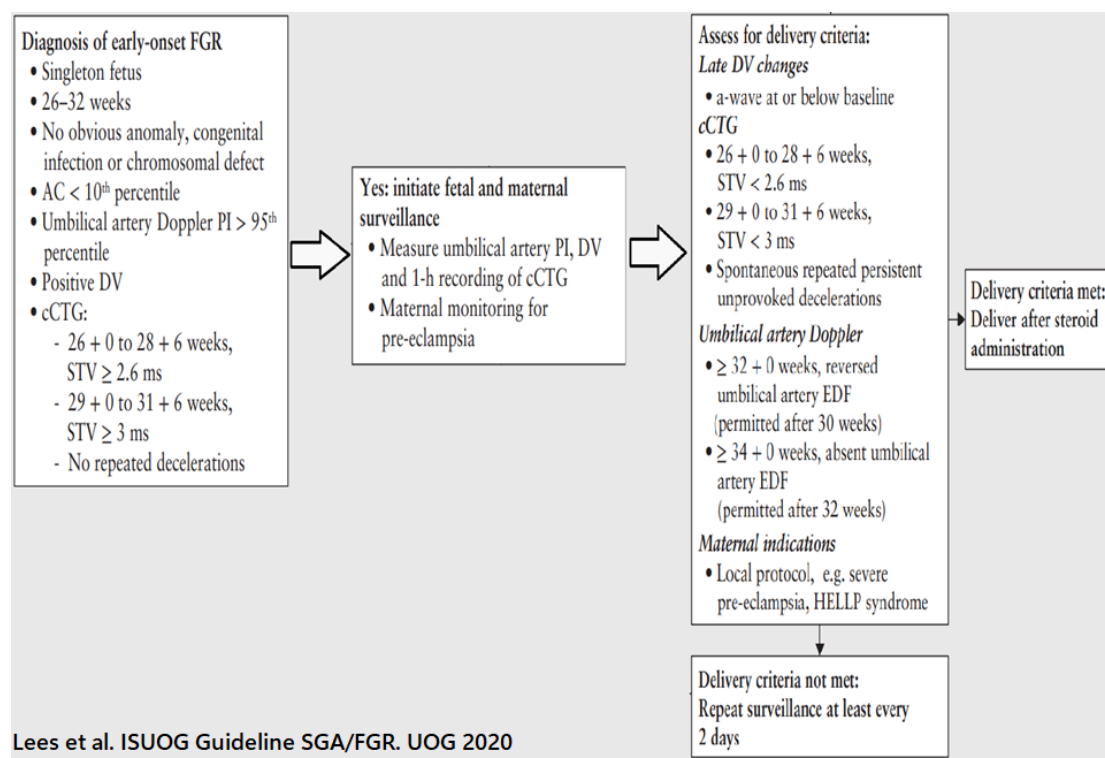 Diagnosis of early-onset FGR
• Singleton fetus
• 26–32 weeks
• No obvious anomaly, congenital
infection or chromosomal defect
• AC < 10th percentile
• Umbilical artery Doppler PI > 95th
percentile
• Positive DV
• cCTG:
- 26 + 0 to 28 + 6 weeks,
STV ≥ 2.6 ms
- 29 + 0 to 31 + 6 weeks,
STV ≥ 3 ms
- No repeated decelerations
Yes: initiate fetal and maternal
surveillance
• Measure umbilical artery PI, DV
and 1-h recording of cCTG
• Maternal monitoring for
pre-eclampsia
Assess for delivery criteria:
Late DV changes
• a-wave at or below baseline
cCTG
• 26 + 0 to 28 + 6 weeks,
STV < 2.6 ms
• 29 + 0 to 31 + 6 weeks,
STV < 3 ms
• Spontaneous repeated persistent
unprovoked decelerations
Umbilical artery Doppler
• ≥ 32 + 0 weeks, reversed
umbilical artery EDF
(permitted after 30 weeks)
• ≥ 34 + 0 weeks, absent umbilical
artery EDF
(permitted after 32 weeks)
Maternal indications
• Local protocol, e.g. severe
pre-eclampsia, HELLP syndrome
Delivery criteria met:
Deliver after steroid
administration
Delivery criteria not met:
Repeat surveillance at least every
2 days
Lees et al. ISUOG Guideline SGA/FGR. UOG 2020